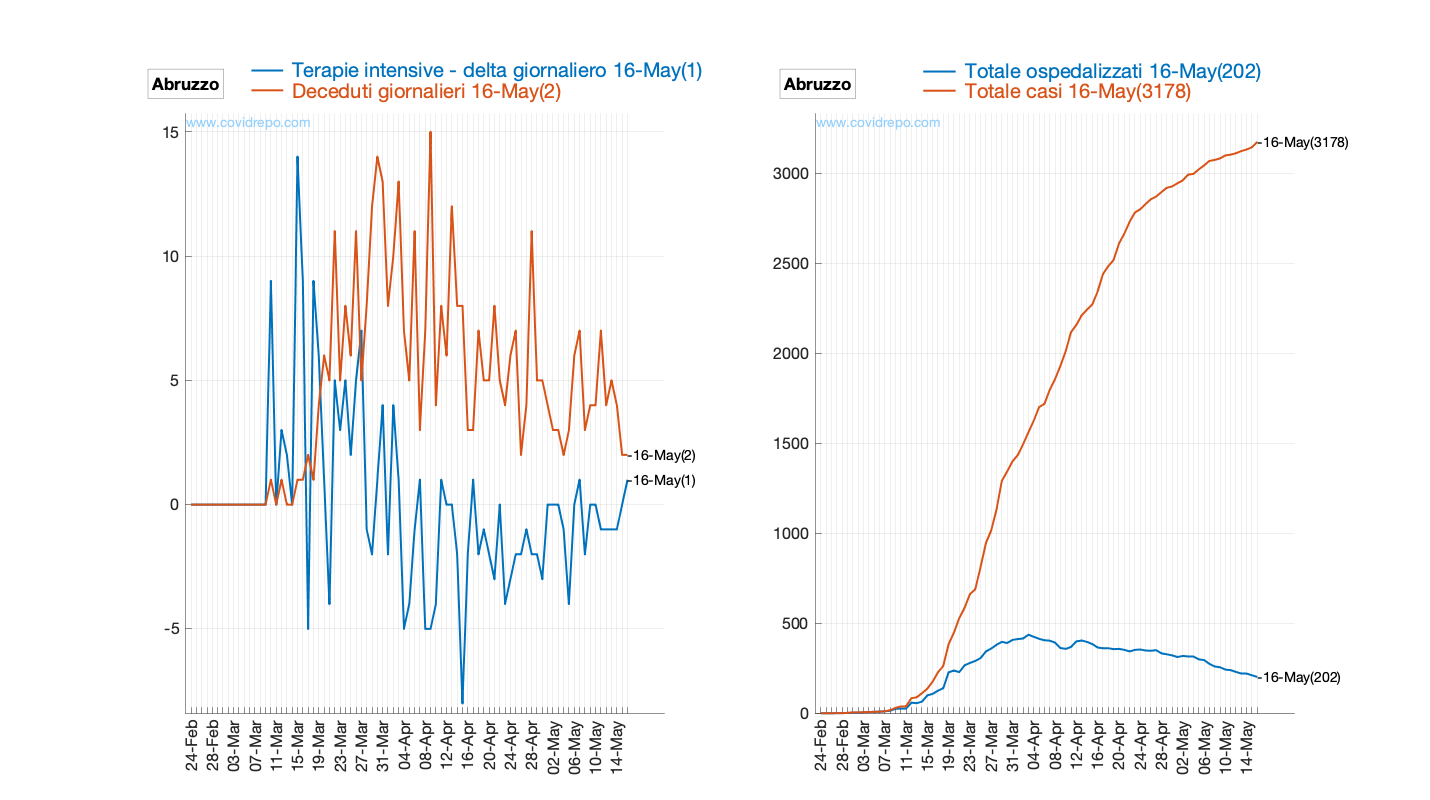 Abruzzo
Terapie intensive - delta giornaliero 16-May(1)
Deceduti giornalieri 16-May(2)
www.covidrepo.com
15
10
5
0
-5
16-May(2)
16-May(1)
24-Feb
28-Feb
03-Mar
07-Mar
11-Mar
15-Mar
19-Mar
23-Mar
27-Mar
31-Mar
04-Apr
08-Apr
12-Apr
16-Apr
20-Apr
24-Apr
28-Apr
02-May
06-May
10-May
14-May
Abruzzo
Totale ospedalizzati 16-May(202)
Totale casi 16-May(3178)
www.covidrepo.com
3000
2500
2000
1500
1000
500
0
16-May(3178)
16-May(202)
24-Feb
28-Feb
03-Mar
07-Mar
11-Mar
15-Mar
19-Mar
23-Mar
27-Mar
31-Mar
04-Apr
08-Apr
12-Apr
16-Apr
20-Apr
24-Apr
28-Apr
02-May
06-May
10-May
14-May